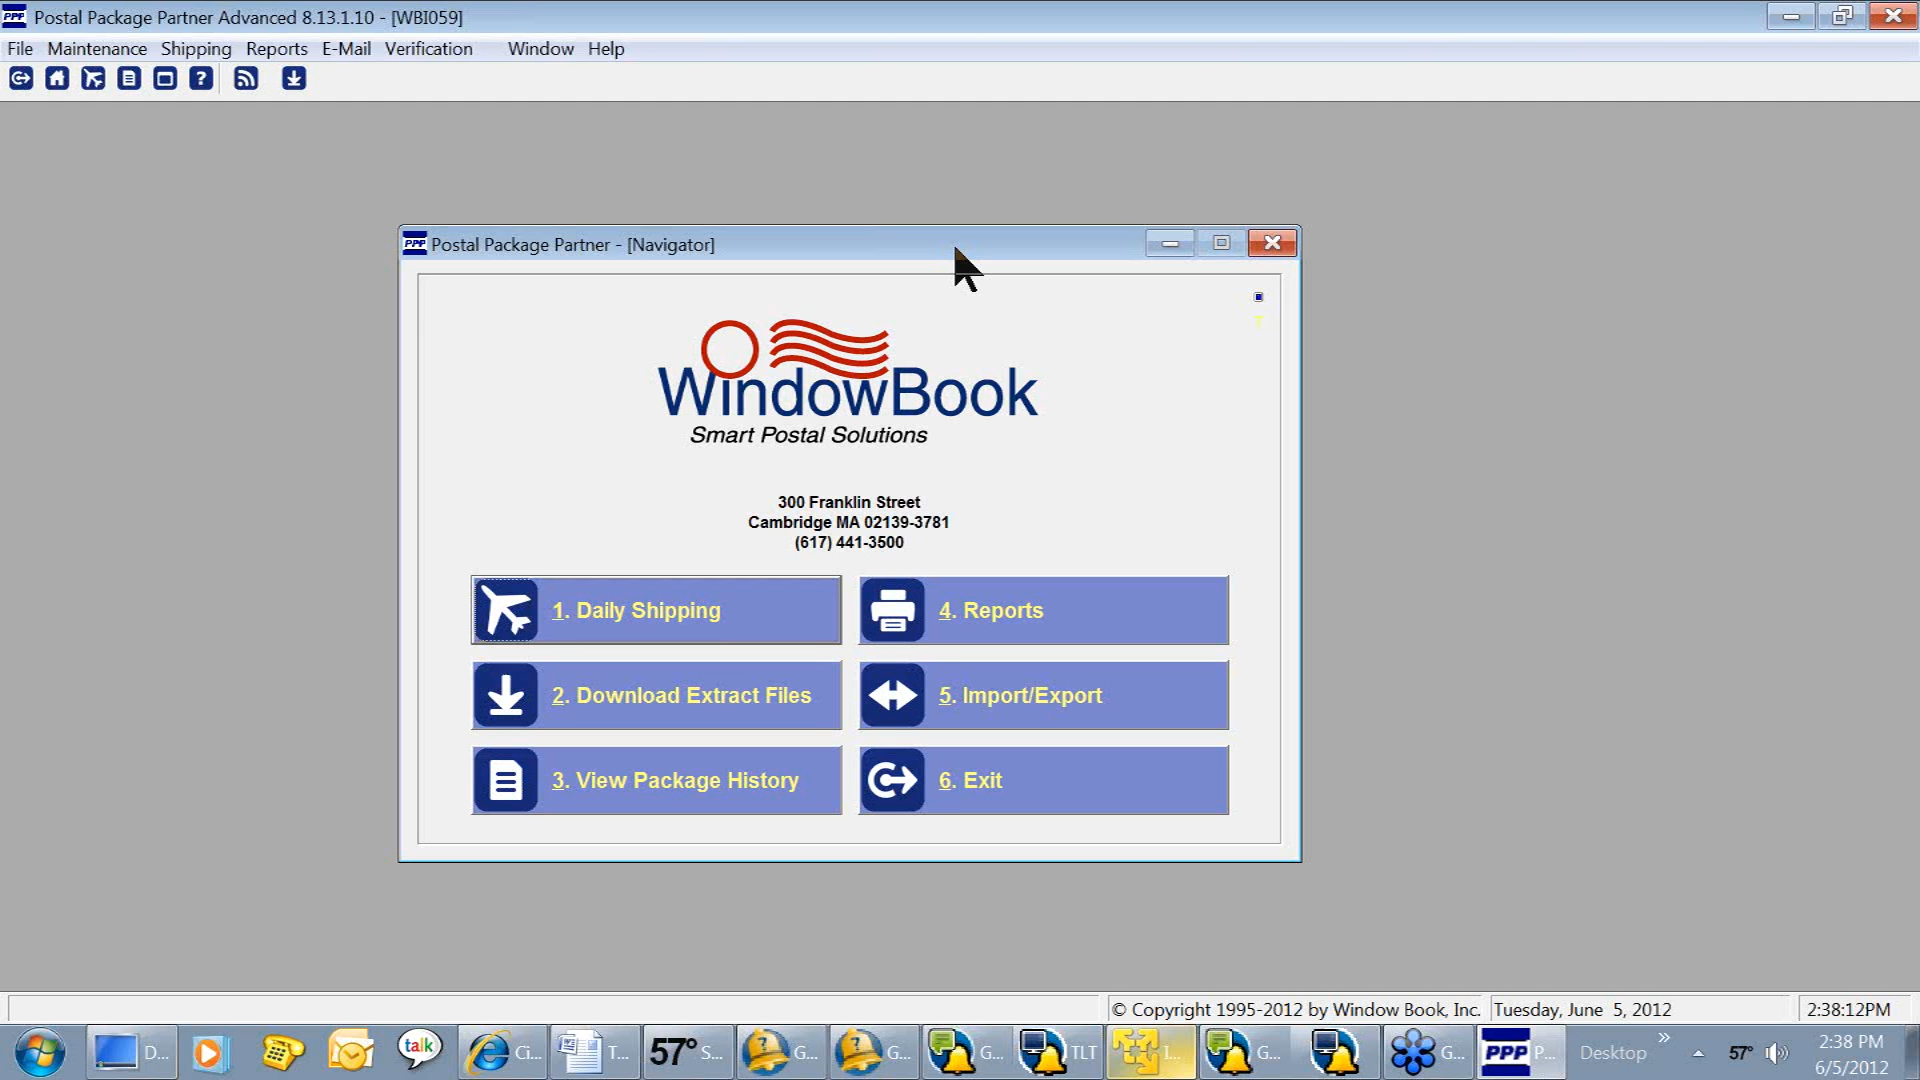 PPP Postal Package Partner Advanced 8.13.1.10 - [WBI059]
File Maintenance Shipping Reports E-Mail Verification Window Help
PPP Postal Package Partner - [Navigator]
WindowBook
Smart Postal Solutions
300 Franklin Street
Cambridge MA 02139-3781
(617) 441-3500
1. Daily Shipping
4. Reports
2. Download Extract Files
5. Import/Export
3. View Package History
6. Exit
© Copyright 1995-2012 by Window Book, Inc. Tuesday, June 5, 2012 2:38:12PM
D... talk Ci... T... 57° S... G... G... G... TLT I... G... G... PPP P... Desktop 57° 2:38 PM
6/5/2012